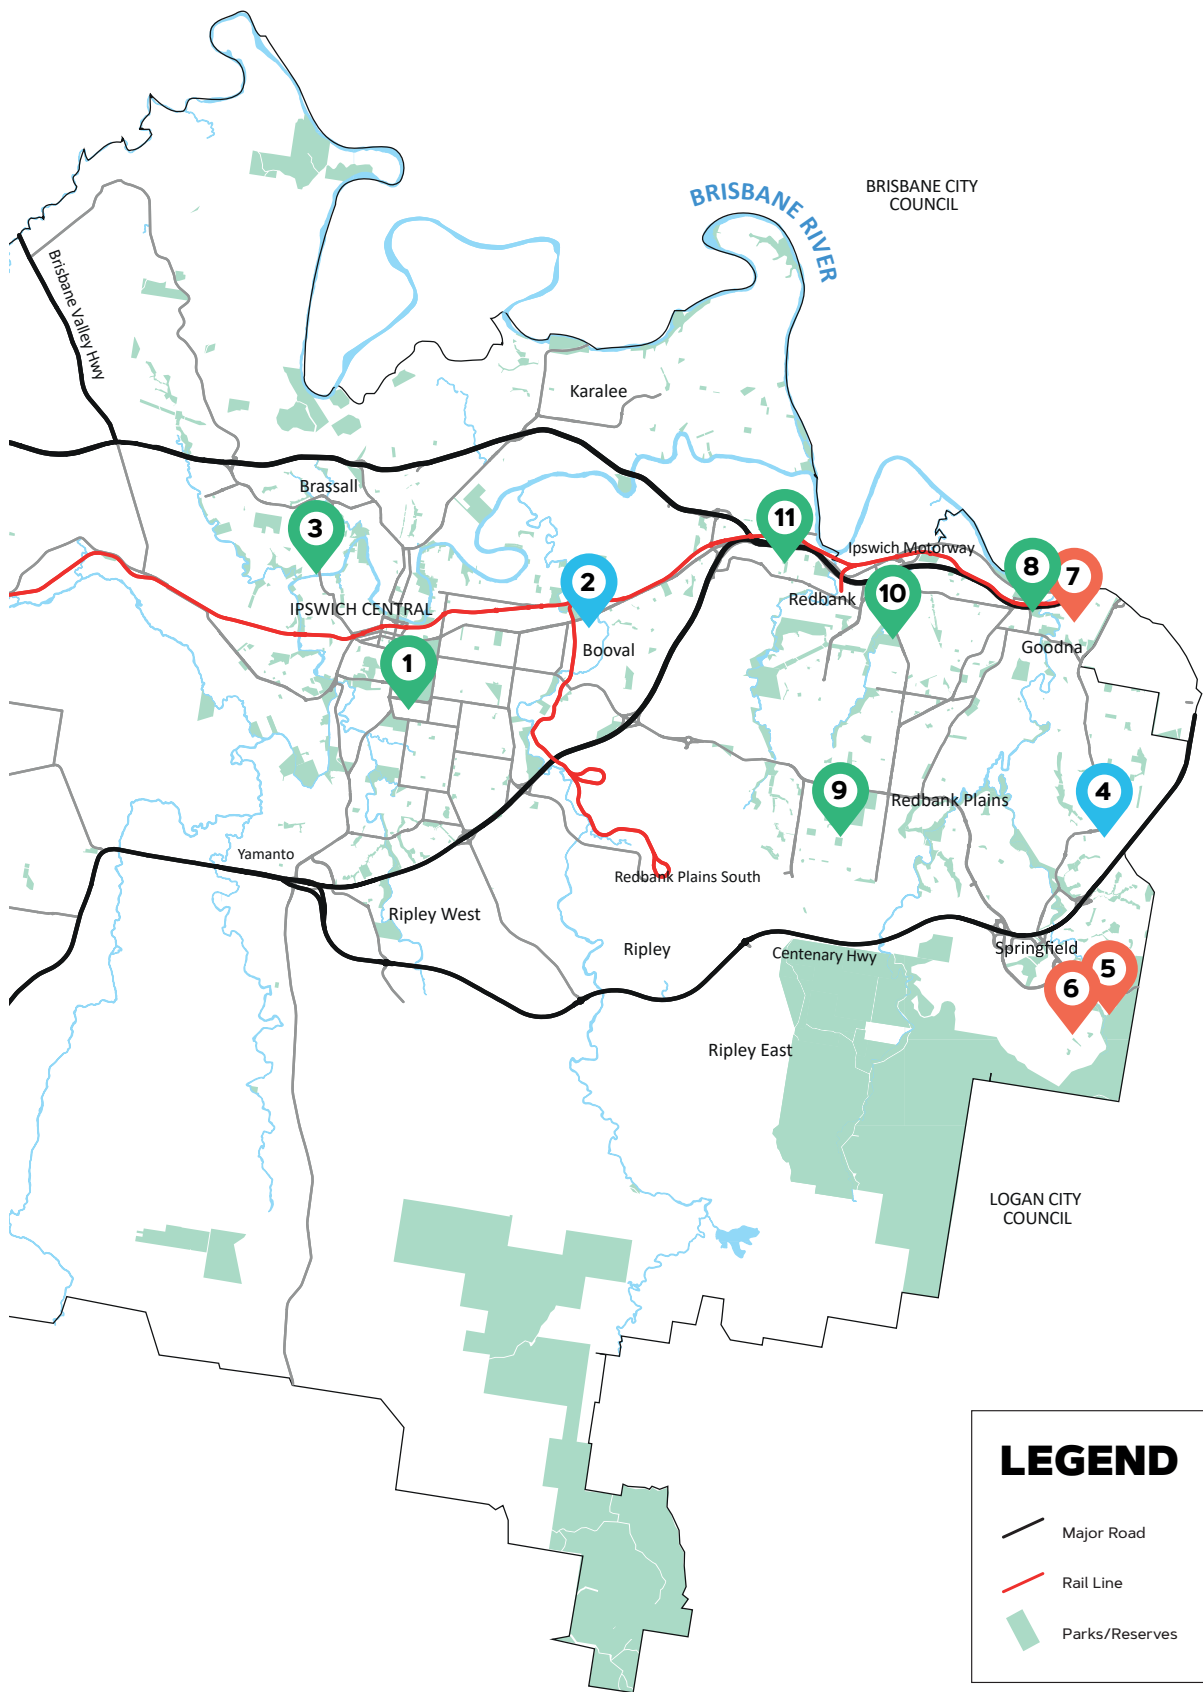 BRISBANE CITY
COUNCIL
BRISBANE RIVER
Brisbane Valley Hwy
Karalee
Brassall
3
11
Ipswich Motorway
8
7
2
Redbank
10
IPSWICH CENTRAL
Booval
Goodna
1
9
Redbank Plains
4
Yamanto
Redbank Plains South
Ripley West
Ripley
Centenary Hwy
Springfield
5
6
Ripley East
LOGAN CITY
COUNCIL
LEGEND
Major Road
Rail Line
Parks/Reserves